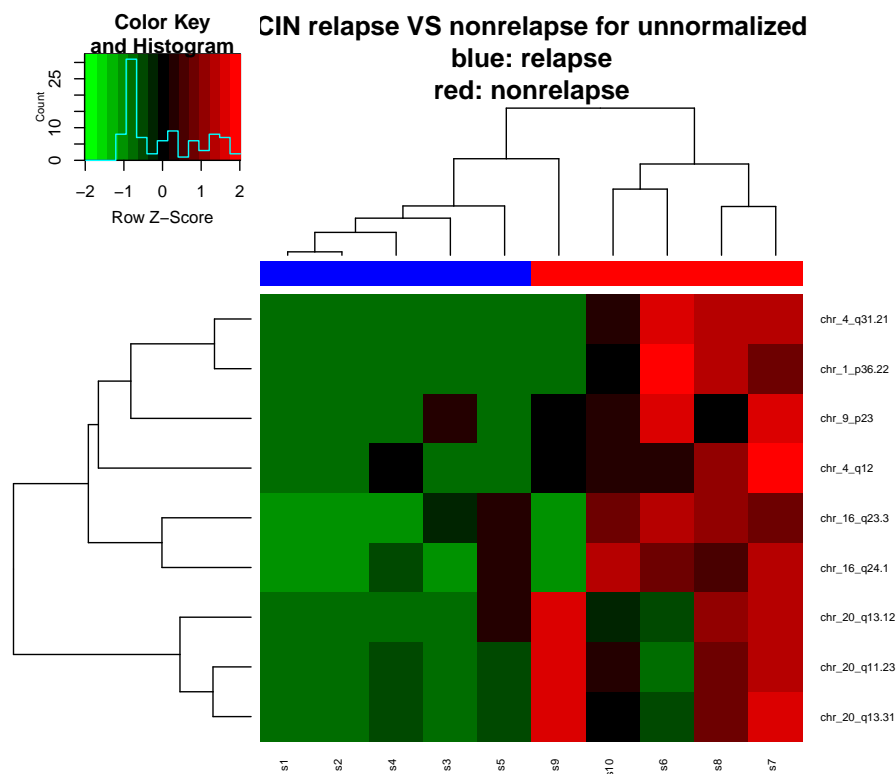 Color Key
and Histogram
CIN relapse VS nonrelapse for unnormalized
blue: relapse
red: nonrelapse
Count
0 10 25
−2 −1 0 1 2
Row Z−Score
chr_4_q31.21
chr_1_p36.22
chr_9_p23
chr_4_q12
chr_16_q23.3
chr_16_q24.1
chr_20_q13.12
chr_20_q11.23
chr_20_q13.31
s1 s2 s4 s3 s5 s9 s10 s6 s8 s7